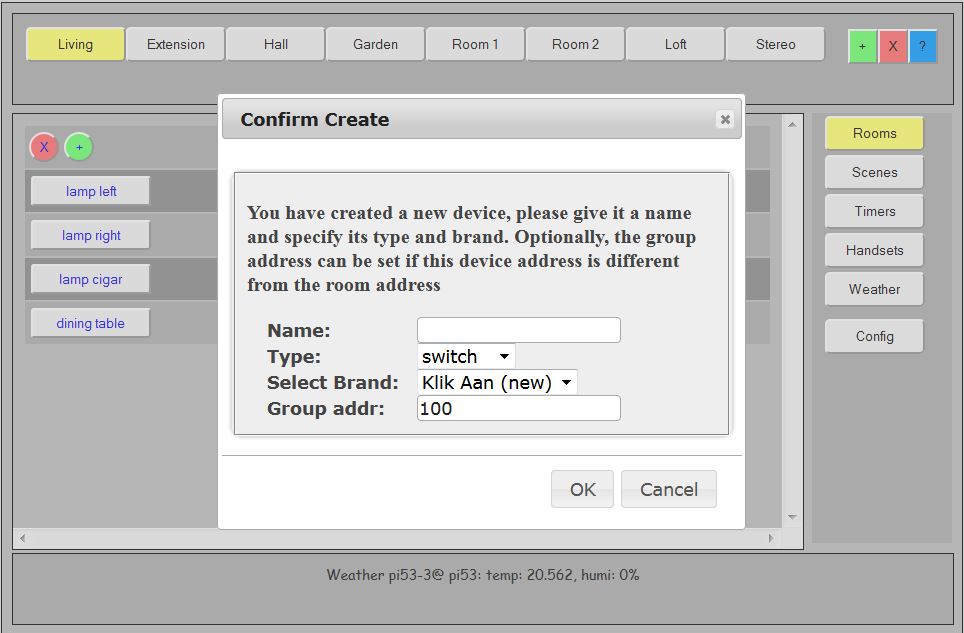 Living Extension Hall Garden Room 1 Room 2 Loft Stereo + X ?
Confirm Create
X +
lamp left
lamp right
lamp cigar
dining table
You have created a new device, please give it a name
and specify its type and brand. Optionally, the group
address can be set if this device address is different
from the room address
Name:
Type: switch
Select Brand: Klik Aan (new)
Group addr: 100
OK Cancel
Rooms
Scenes
Timers
Handsets
Weather
Config
Weather pi53-3@ pi53: temp: 20.562, humi: 0%